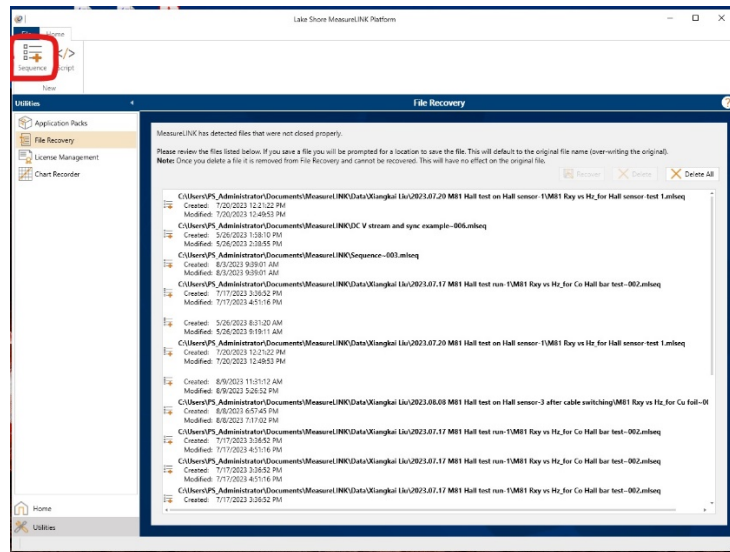 Lake Shore MeasureLINK Platform
File Home
Sequence Script
New
Utilities
File Recovery
Application Packs
File Recovery
License Management
Chart Recorder
MeasureLINK has detected files that were not closed properly.
Please review the files listed below. If you save a file you will be prompted for a location to save the file. This will default to the original file name (over-writing the original).
Note: Once you delete a file it is removed from File Recovery and cannot be recovered. This will have no effect on the original file.
Recover Delete Delete All
C:\Users\PS_Administrator\Documents\MeasureLINK\Data\Xiangkai Liu\2023.07.20 M81 Hall test on Hall sensor-1\M81 Rxy vs Hz_for Hall sensor-test 1.mlseq
Created: 7/20/2023 12:21:22 PM
Modified: 7/20/2023 12:49:53 PM
C:\Users\PS_Administrator\Documents\MeasureLINK\DC V stream and sync example~006.mlseq
Created: 5/26/2023 1:58:10 PM
Modified: 5/26/2023 2:38:55 PM
C:\Users\PS_Administrator\Documents\MeasureLINK\Sequence~003.mlseq
Created: 8/3/2023 9:39:01 AM
Modified: 8/3/2023 9:39:01 AM
C:\Users\PS_Administrator\Documents\MeasureLINK\Data\Xiangkai Liu\2023.07.17 M81 Hall test run-1\M81 Rxy vs Hz_for Co Hall bar test~002.mlseq
Created: 7/17/2023 3:36:52 PM
Modified: 7/17/2023 4:51:16 PM
Created: 5/26/2023 8:31:20 AM
Modified: 5/26/2023 9:19:11 AM
C:\Users\PS_Administrator\Documents\MeasureLINK\Data\Xiangkai Liu\2023.07.20 M81 Hall test on Hall sensor-1\M81 Rxy vs Hz_for Hall sensor-test 1.mlseq
Created: 7/20/2023 12:21:22 PM
Modified: 7/20/2023 12:49:53 PM
Created: 8/9/2023 11:31:12 AM
Modified: 8/9/2023 5:26:52 PM
C:\Users\PS_Administrator\Documents\MeasureLINK\Data\Xiangkai Liu\2023.08.08 M81 Hall test on Hall sensor-3 after cable switching\M81 Rxy vs Hz_for Cu foil~0
Created: 8/8/2023 6:57:45 PM
Modified: 8/8/2023 7:17:02 PM
C:\Users\PS_Administrator\Documents\MeasureLINK\Data\Xiangkai Liu\2023.07.17 M81 Hall test run-1\M81 Rxy vs Hz_for Co Hall bar test~002.mlseq
Created: 7/17/2023 3:36:52 PM
Modified: 7/17/2023 4:51:16 PM
C:\Users\PS_Administrator\Documents\MeasureLINK\Data\Xiangkai Liu\2023.07.17 M81 Hall test run-1\M81 Rxy vs Hz_for Co Hall bar test~002.mlseq
Created: 7/17/2023 3:36:52 PM
Modified: 7/17/2023 4:51:16 PM
C:\Users\PS_Administrator\Documents\MeasureLINK\Data\Xiangkai Liu\2023.07.17 M81 Hall test run-1\M81 Rxy vs Hz_for Co Hall bar test~002.mlseq
Created: 7/17/2023 3:36:52 PM
Home
Utilities